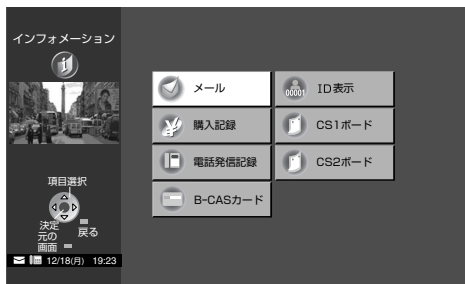 インフォメーション
メール
ID表示
00001
購入記録
CS1ボード
電話発信記録
CS2ボード
B-CASカード
項目選択
決定
戻る
元の
画面
12/18(月) 19:23